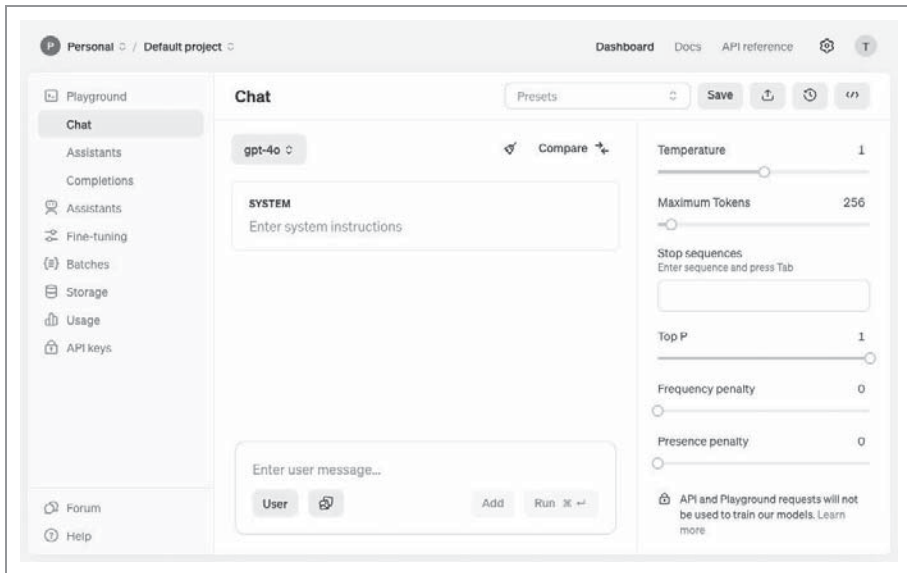 P Personal / Default project
Dashboard Docs API reference T
Playground
Chat
Assistants
Completions
Assistants
Fine-tuning
Batches
Storage
Usage
API keys
Forum
Help
Chat
Presets
Save
gpt-4o
Compare
SYSTEM
Enter system instructions
Enter user message...
User
Add
Run ⌘ ↵
Temperature 1
Maximum Tokens 256
Stop sequences
Enter sequence and press Tab
Top P 1
Frequency penalty 0
Presence penalty 0
API and Playground requests will not
be used to train our models. Learn
more